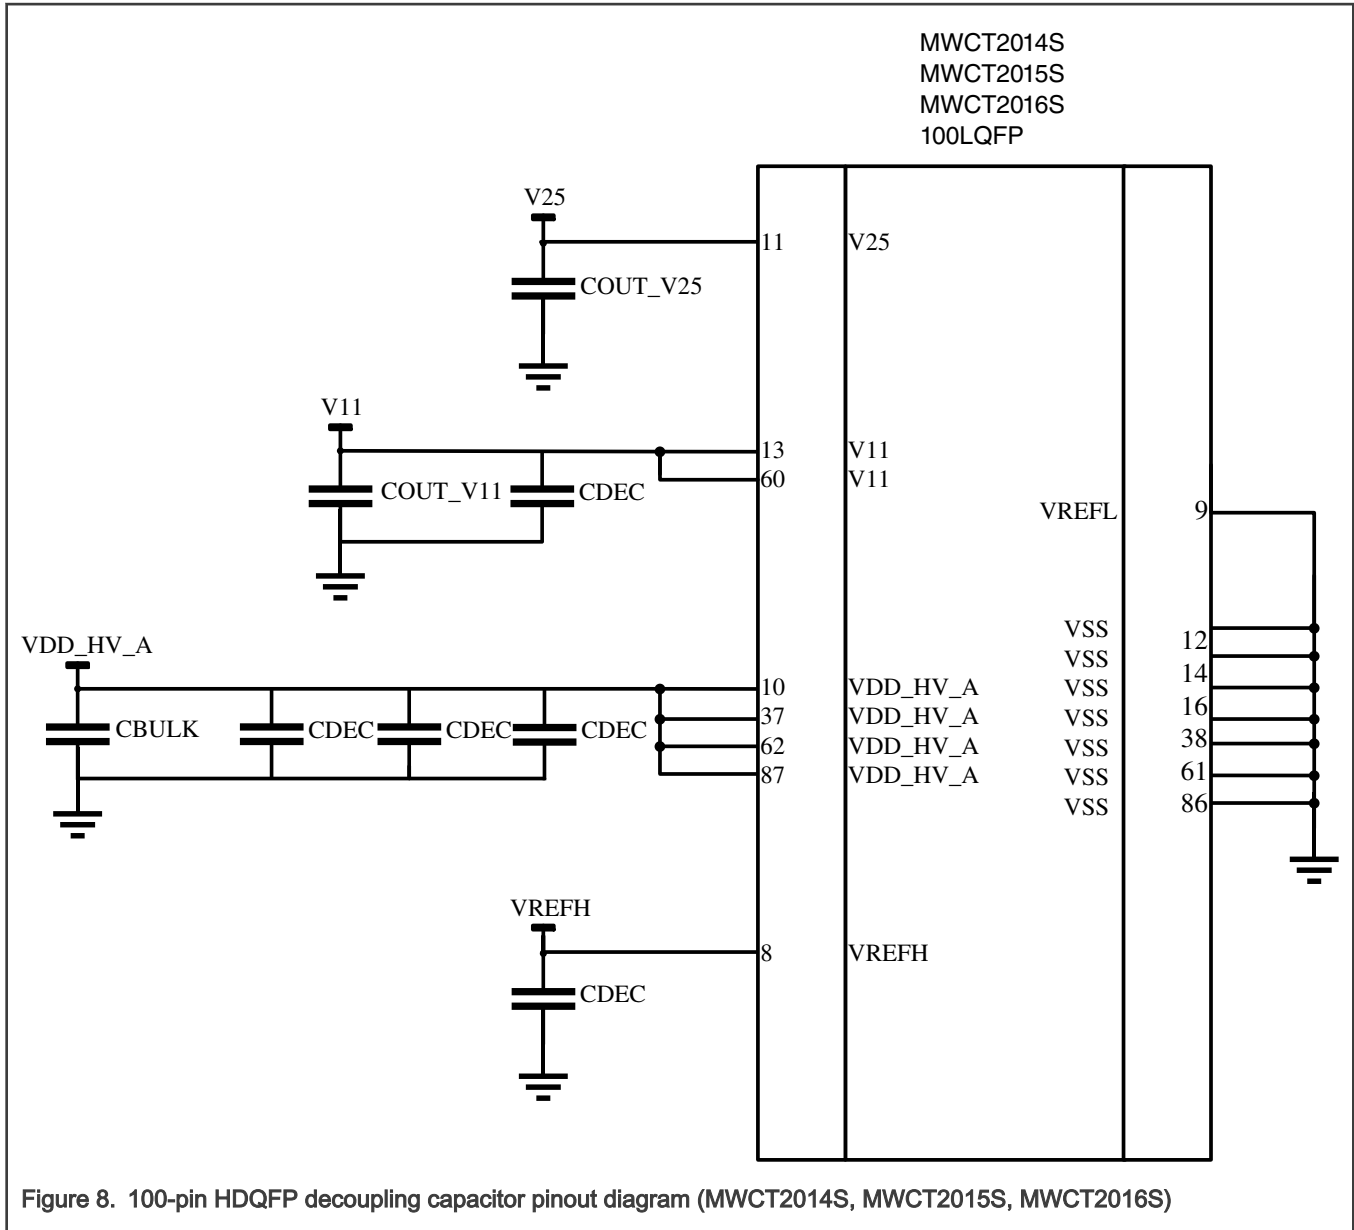 MWCT2014S
MWCT2015S
MWCT2016S
100LQFP
V25
11 V25
COUT_V25
V11
13 V11
COUT_V11 CDEC
60 V11
VREFL 9
VSS
12
VSS
14
VDD_HV_A
10 VDD_HV_A
VSS
16
37 VDD_HV_A
VSS
CBULK CDEC CDEC CDEC
38
62 VDD_HV_A
VSS
61
87 VDD_HV_A
VSS
86
VSS
VREFH
8 VREFH
CDEC
Figure 8. 100-pin HDQFP decoupling capacitor pinout diagram (MWCT2014S, MWCT2015S, MWCT2016S)